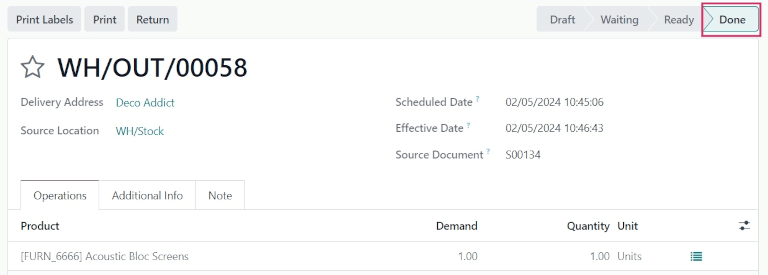 Print Labels Print Return Draft Waiting Ready Done
WH/OUT/00058
Delivery Address Deco Addict Scheduled Date ? 02/05/2024 10:45:06
Source Location WH/Stock Effective Date ? 02/05/2024 10:46:43
Source Document ? S00134
Operations Additional Info Note
Product Demand Quantity Unit
[FURN_6666] Acoustic Bloc Screens 1.00 1.00 Units